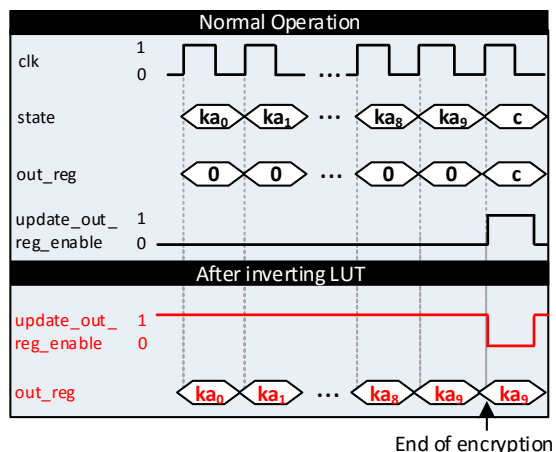 Normal Operation
clk 1 0
...
state ka₀ ka₁ ... ka₈ ka₉ c
out_reg 0 0 ... 0 0 c
update_out_ 1
reg_enable 0
After inverting LUT
update_out_ 1
reg_enable 0
out_reg ka₀ ka₁ ... ka₈ ka₉ ka₉
End of encryption